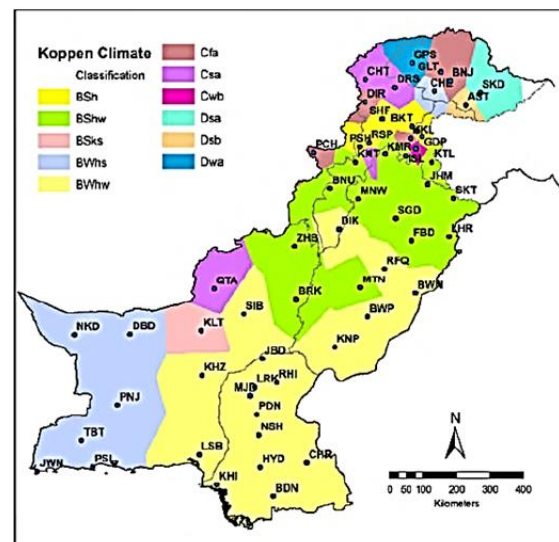 Koppen Climate
Classification
BSh
BShw
BSks
BWhs
BWhw
Cfa
Csa
Cwb
Dsa
Dsb
Dwa
GPS
GLT
CHT
BNJ
DRS
CHL
SKD
AST
DIR
SHF
BKT
PSH
RSP
GDP
PCH
KMR
ISL
KTL
BNU
MNW
JHM
SKT
SGD
DIK
FBD
LHR
ZHB
RFQ
MTN
BWN
QTA
BRK
BWP
SIB
NKD
DBD
KLT
KNP
JBD
KHZ
LRK
RHI
MJD
PNJ
PDN
TBT
NSH
LSB
HYD
CHR
JWN
PSL
KHI
BDN
N
0 50 100 200 300 400
Kilometers